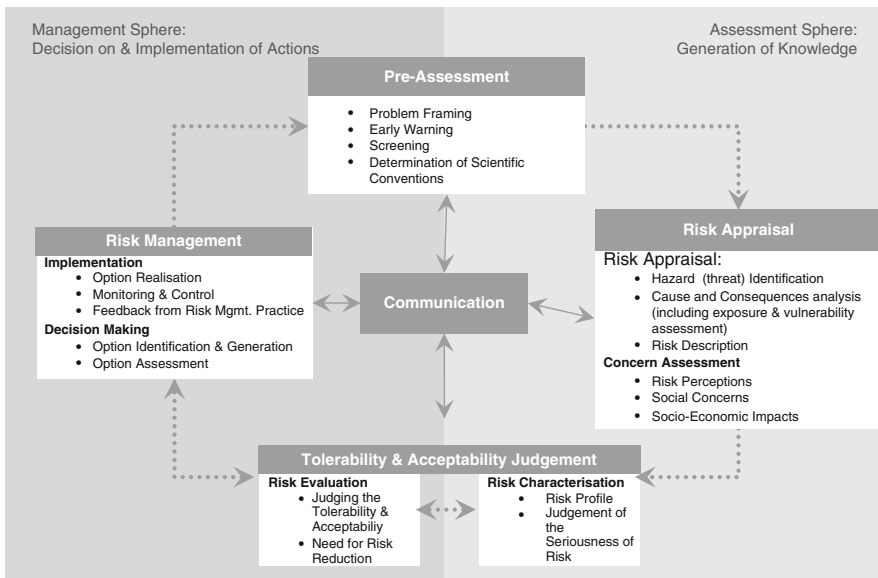 Management Sphere:
Decision on & Implementation of Actions
Assessment Sphere:
Generation of Knowledge
Pre-Assessment
• Problem Framing
• Early Warning
• Screening
• Determination of Scientific
Conventions
Risk Management
Implementation
• Option Realisation
• Monitoring & Control
• Feedback from Risk Mgmt. Practice
Decision Making
• Option Identification & Generation
• Option Assessment
Communication
Risk Appraisal
Risk Appraisal:
• Hazard (threat) Identification
• Cause and Consequences analysis
(including exposure & vulnerability
assessment)
• Risk Description
Concern Assessment
• Risk Perceptions
• Social Concerns
• Socio-Economic Impacts
Tolerability & Acceptability Judgement
Risk Evaluation
• Judging the
Tolerability &
Acceptabiliy
• Need for Risk
Reduction
Risk Characterisation
• Risk Profile
• Judgement of
the
Seriousness of
Risk